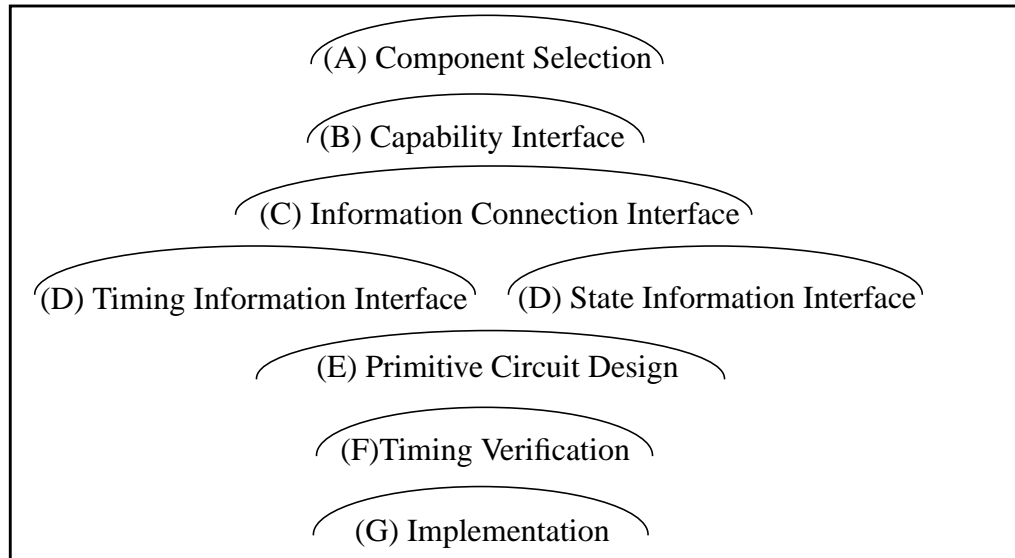 (A) Component Selection
(B) Capability Interface
(C) Information Connection Interface
(D) Timing Information Interface (D) State Information Interface
(E) Primitive Circuit Design
(F)Timing Verification
(G) Implementation